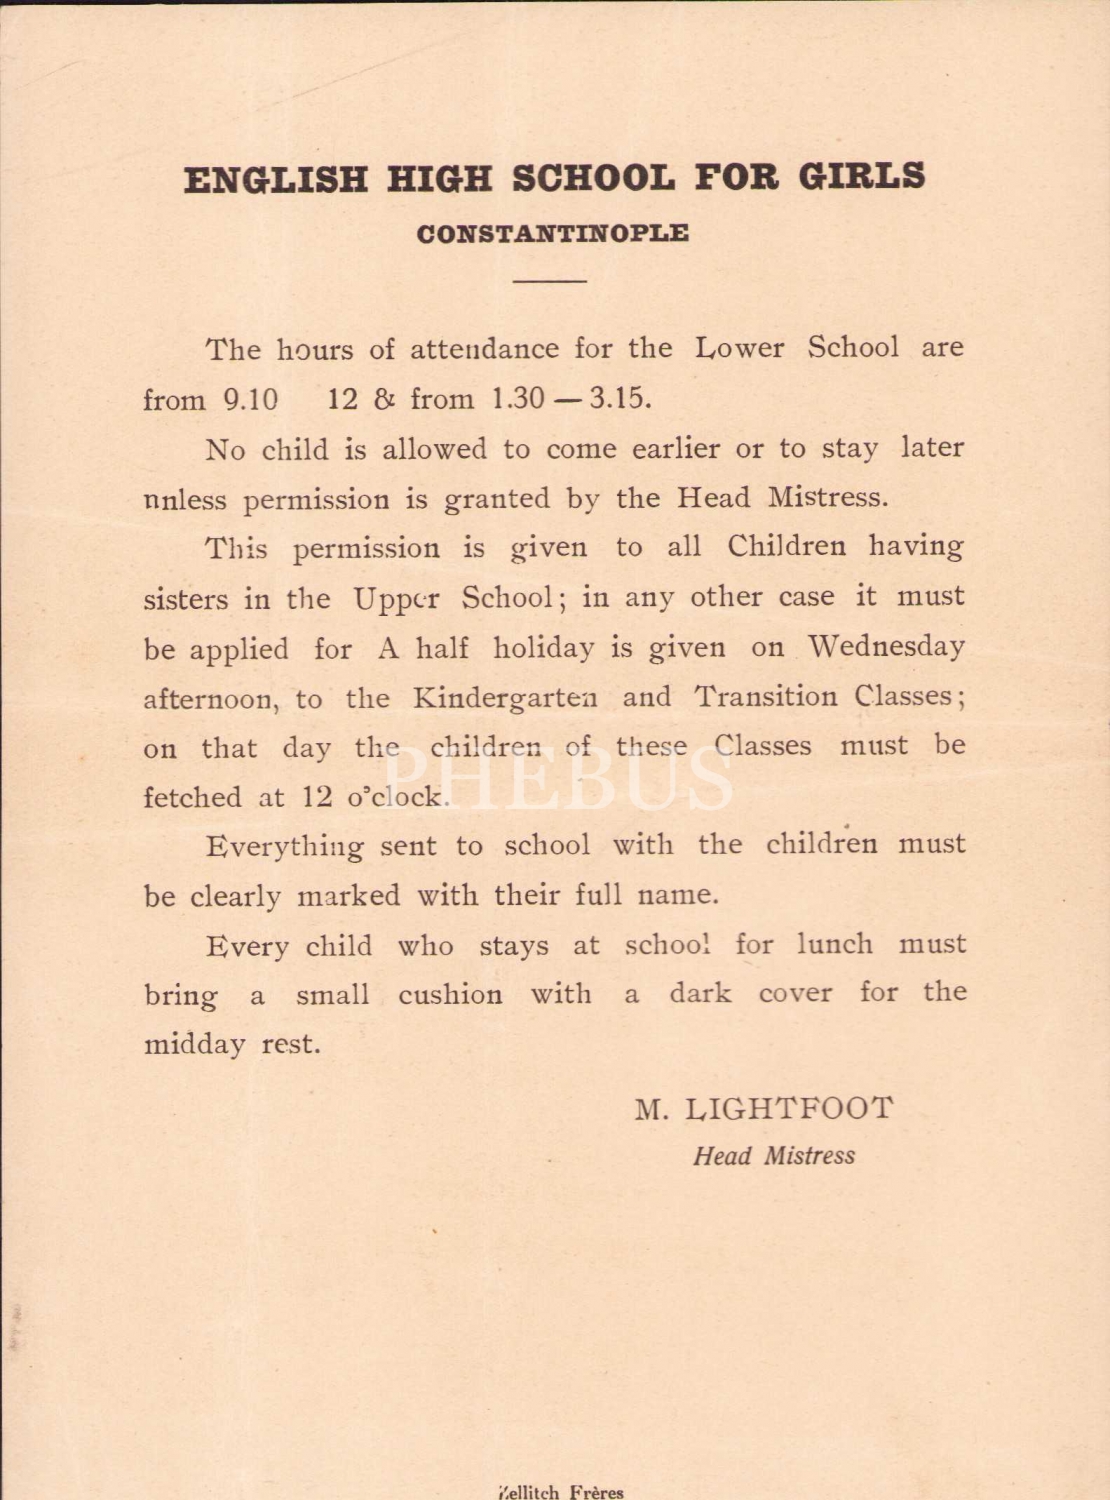 ENGLISH HIGH SCHOOL FOR GIRLS
CONSTANTINOPLE
The hours of attendance for the Lower School are
from 9.10 12 & from 1.30 — 3.15.
No child is allowed to come earlier or to stay later
nnless permission is granted by the Head Mistress.
This permission is given to all Children having
sisters in the Upper School; in any other case it must
be applied for A half holiday is given on Wednesday
afternoon, to the Kindergarten and Transition Classes;
on that day the children of these Classes must be
fetched at 12 o'clock.
PHEBUS
Everything sent to school with the children must
be clearly marked with their full name.
Every child who stays at school for lunch must
bring a small cushion with a dark cover for the
midday rest.
M. LIGHTFOOT
Head Mistress
Zellitch Frères